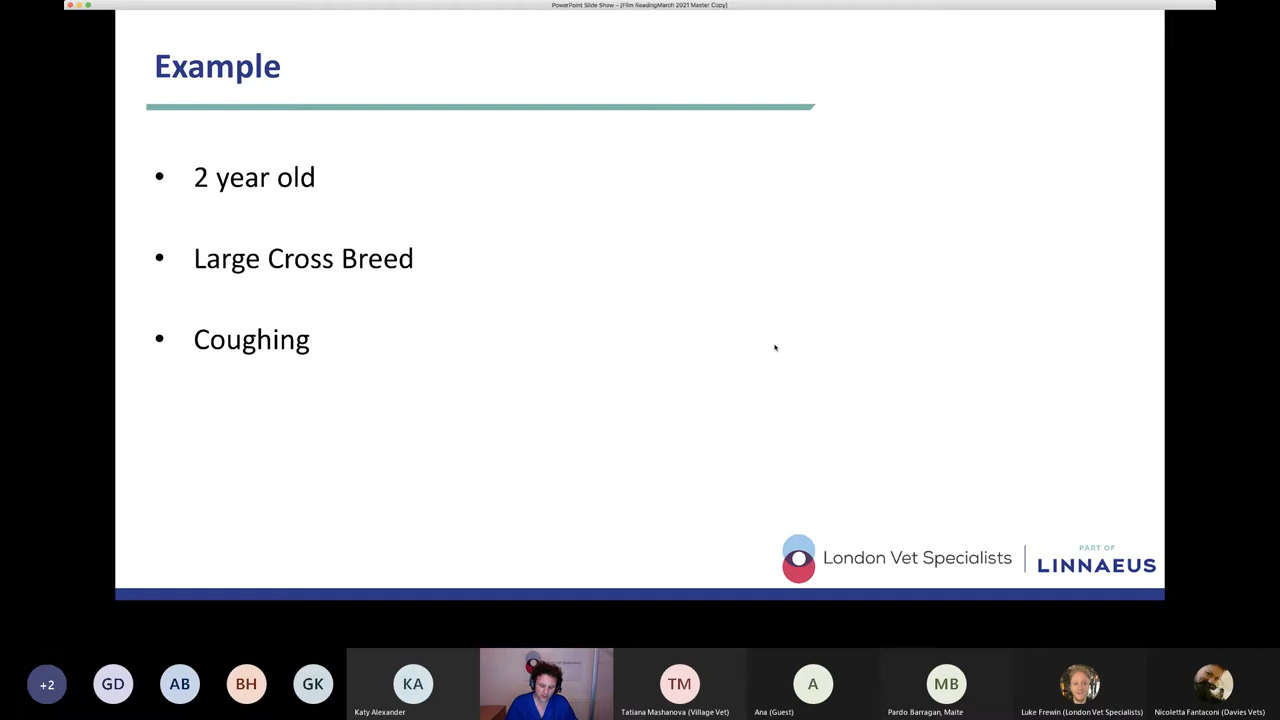 PowerPoint Slide Show - [Film ReadingMarch 2021 Master Copy]
Example
• 2 year old
• Large Cross Breed
• Coughing
London Vet Specialists
PART OF
LINNAEUS
+2
GD
AB
BH
GK
KA
Katy Alexander
TM
Tatiana Mashanova (Village Vet)
A
Ana (Guest)
MB
Pardo Barragan, Maite
Luke Frewin (London Vet Specialists)
Nicoletta Fantaconi (Davies Vets)